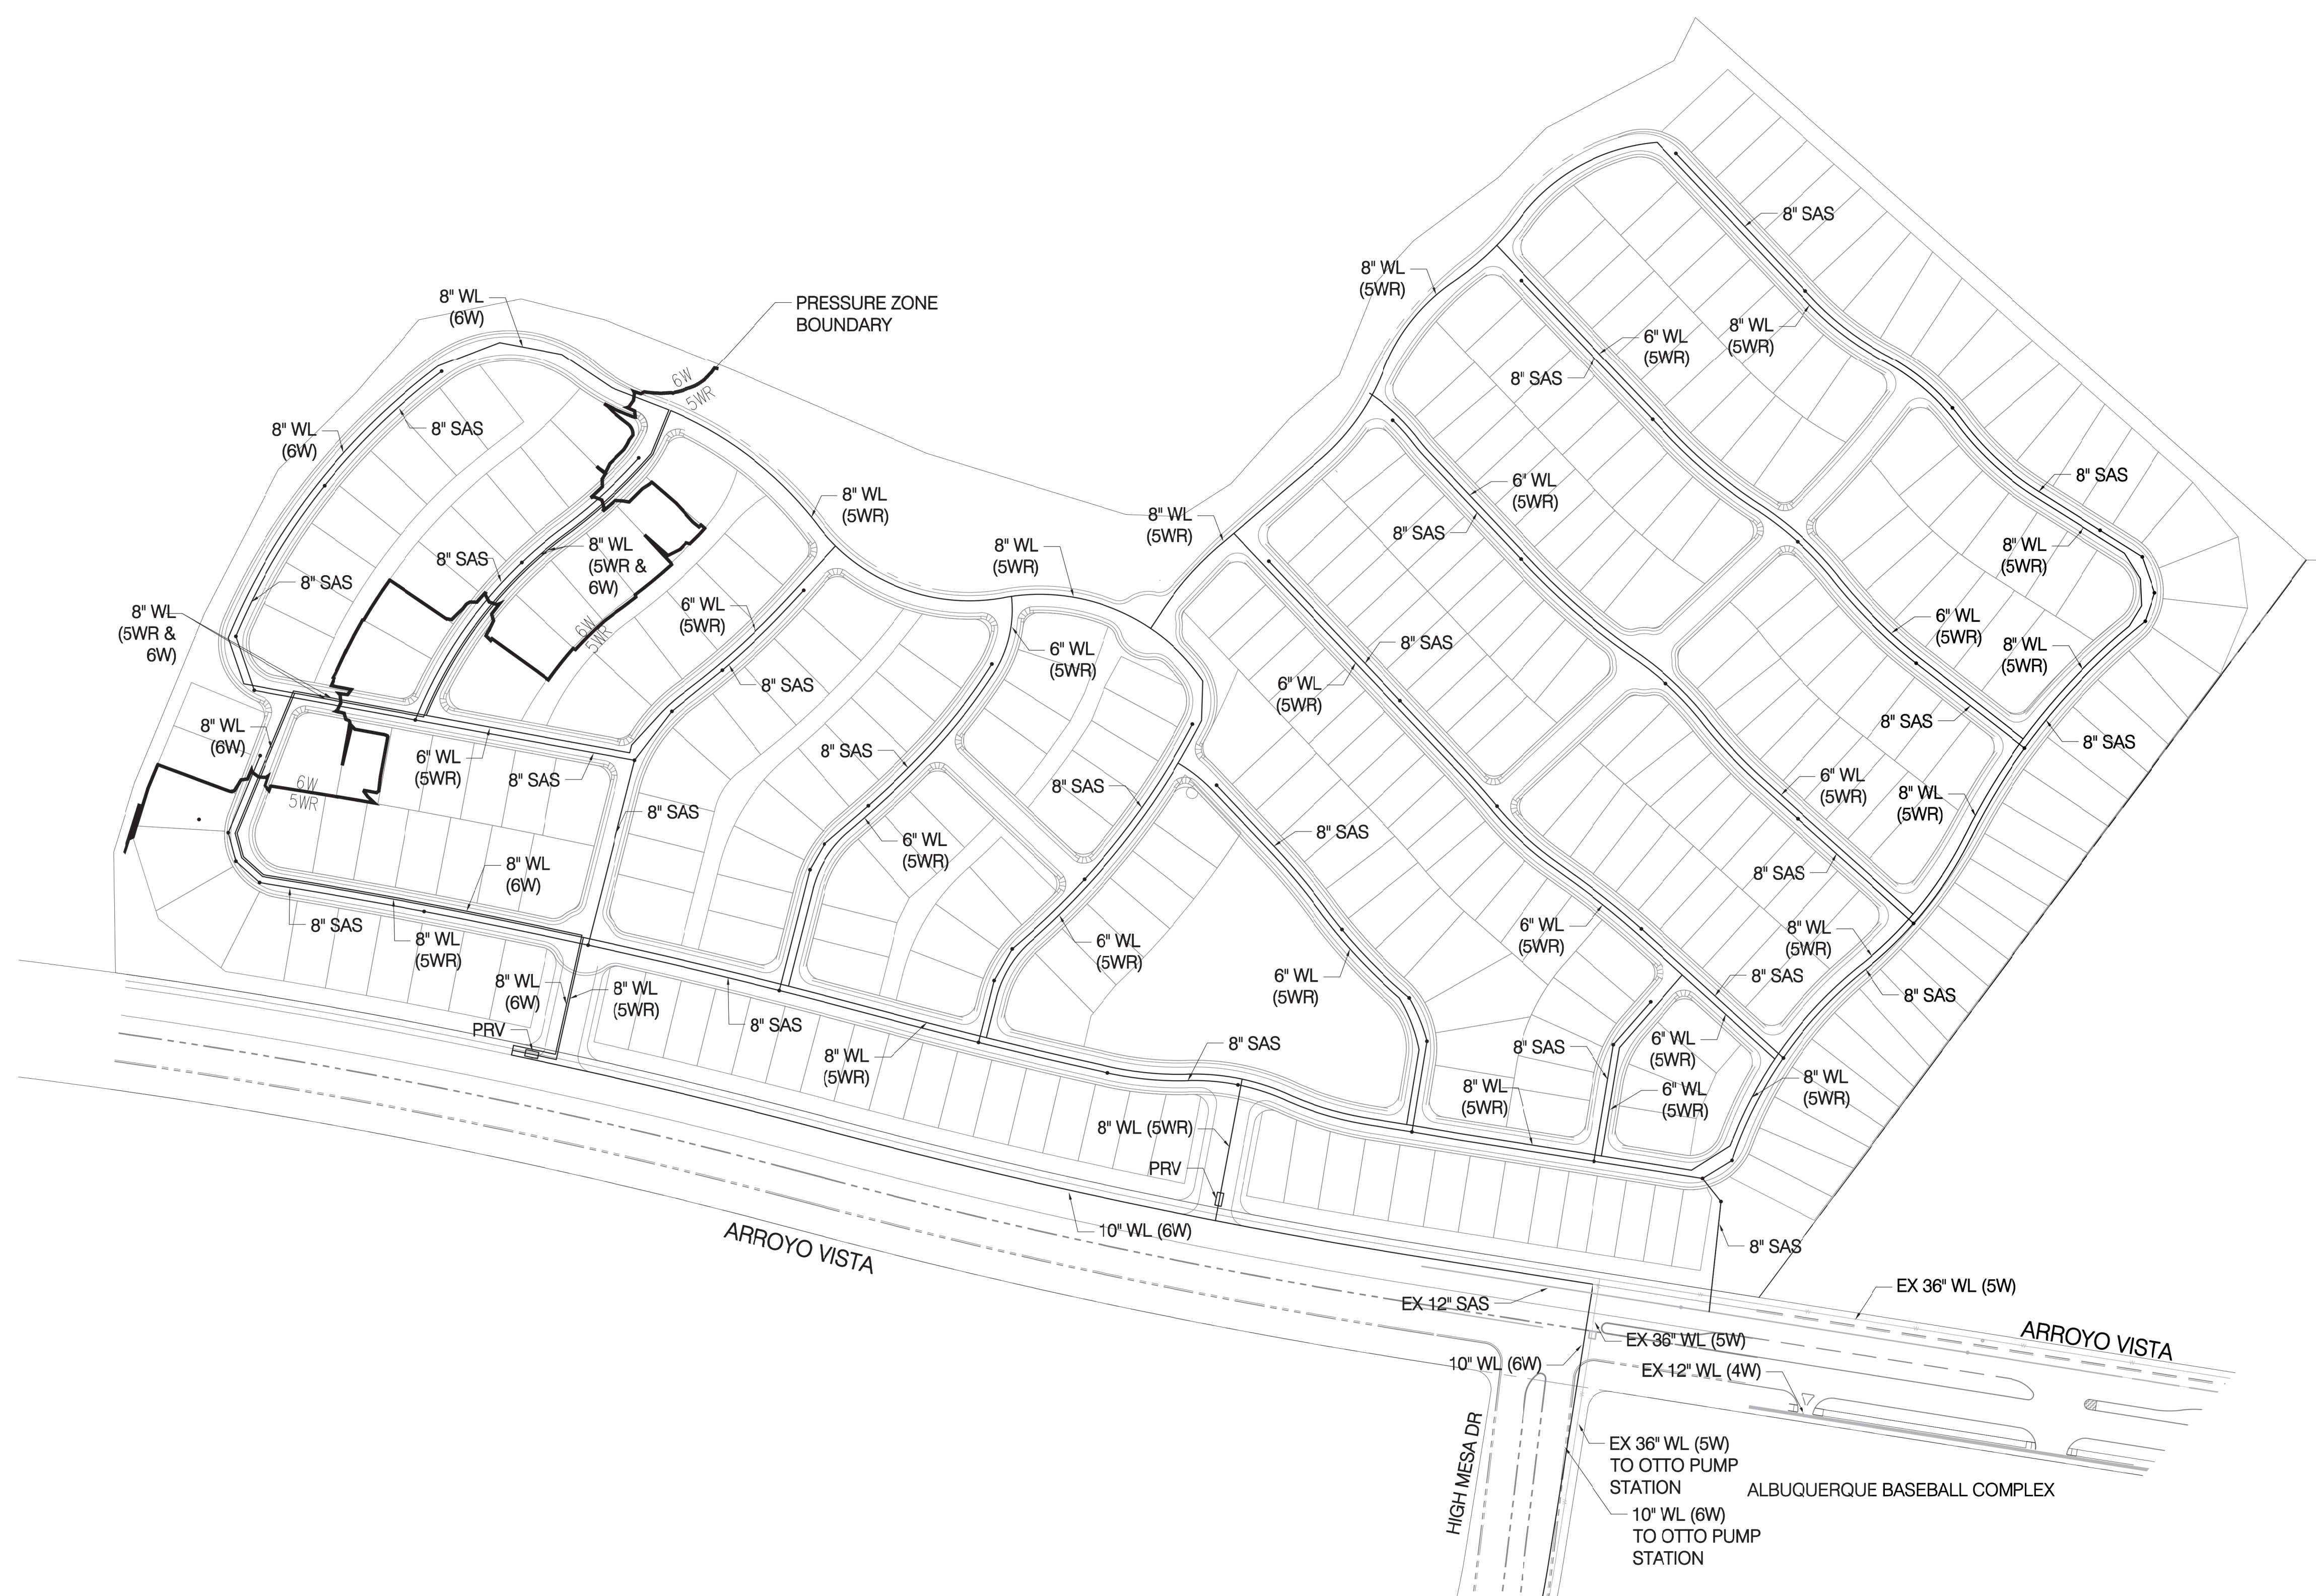 8" SAS
8" WL
(5WR)
8" WL
(6W)
PRESSURE ZONE
BOUNDARY
6" WL
(5WR)
8" WL
(5WR)
8" SAS
6W
5WR
8" WL
(6W)
8" SAS
8" SAS
6" WL
(5WR)
8" WL
(5WR)
8" WL
(5WR)
8" SAS
8" WL
(5WR)
8" WL
(5WR &
6W)
8" SAS
8" WL
(5WR)
8" SAS
8" WL
(5WR &
6W)
6" WL
(5WR)
6W
5WR
6" WL
(5WR)
8" SAS
6" WL
(5WR)
6" WL
(5WR)
8" WL
(5WR)
8" SAS
8" WL
(6W)
6" WL
(5WR)
8" SAS
8" SAS
8" SAS
8" SAS
6W
5WR
8" SAS
8" SAS
6" WL
(5WR)
8" WL
(5WR)
6" WL
(5WR)
8" SAS
8" WL
(6W)
8" SAS
8" SAS
8" WL
(5WR)
6" WL
(5WR)
6" WL
(5WR)
8" WL
(5WR)
8" SAS
8" SAS
8" WL
(6W)
8" WL
(5WR)
6" WL
(5WR)
PRV
8" SAS
8" WL
(5WR)
8" SAS
8" SAS
6" WL
(5WR)
8" WL
(5WR)
6" WL
(5WR)
8" WL
(5WR)
8" WL (5WR)
PRV
10" WL (6W)
ARROYO VISTA
8" SAS
EX 36" WL (5W)
EX 12" SAS
ARROYO VISTA
EX 36" WL (5W)
10" WL (6W)
EX 12" WL (4W)
HIGH MESA DR
EX 36" WL (5W)
TO OTTO PUMP
STATION
ALBUQUERQUE BASEBALL COMPLEX
10" WL (6W)
TO OTTO PUMP
STATION